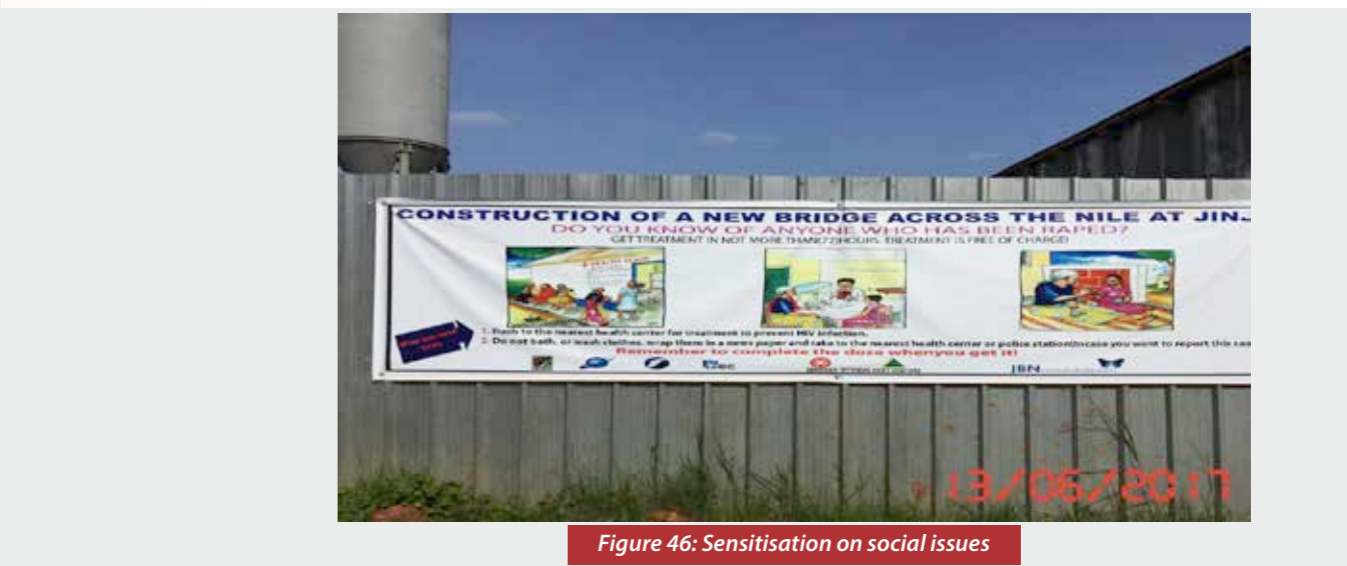 CONSTRUCTION OF A NEW BRIDGE ACROSS THE NILE AT JINJ
DO YOU KNOW OF ANYONE WHO HAS BEEN RAPED?
GET TREATMENT IN NOT MORE THAN(72)HOURS. TREATMENT IS FREE OF CHARGE!
1. Rush to the nearest health center for treatment to prevent HIV infection.
2. Do not bath, or wash clothes, wrap them in a news paper and take to the nearest health center or police station(Incase you want to report this cas
Remember to complete the dose whenyou get it!
JBN
13/06/2017
Figure 46: Sensitisation on social issues